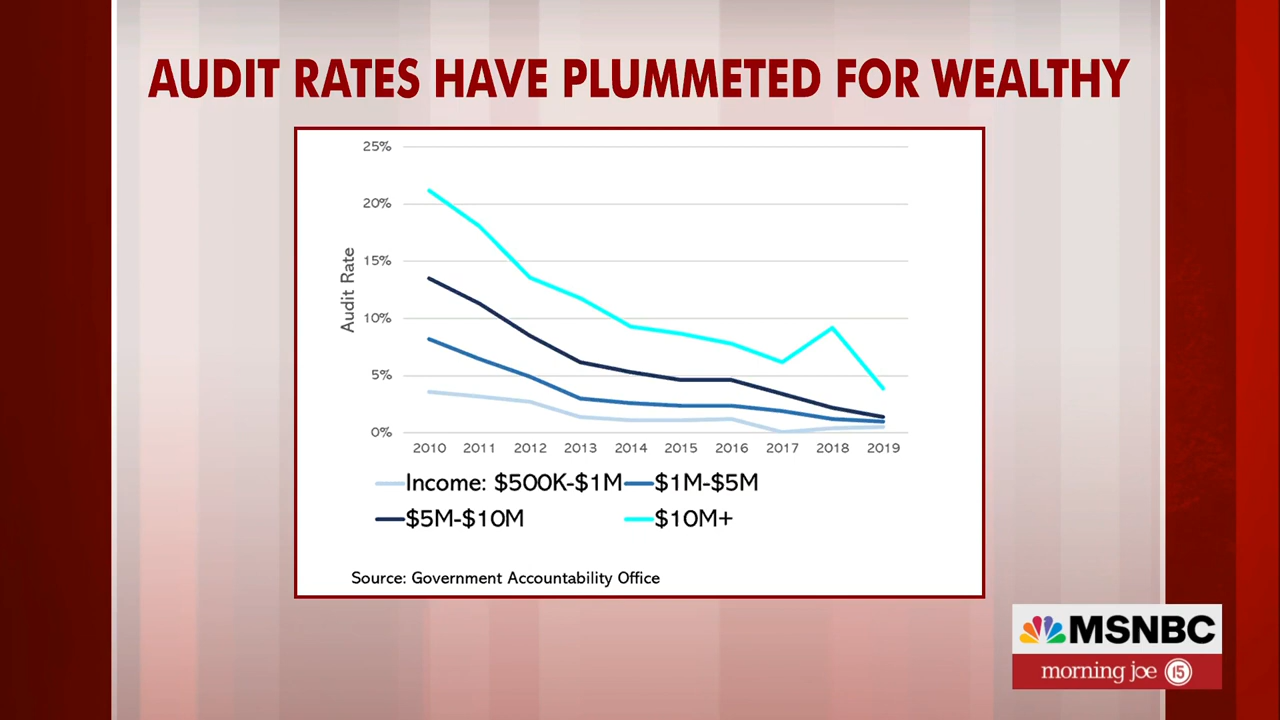 AUDIT RATES HAVE PLUMMETED FOR WEALTHY
25%
20%
15%
10%
5%
0%
Audit Rate
2010 2011 2012 2013 2014 2015 2016 2017 2018 2019
Income: $500K-$1M $1M-$5M
$5M-$10M $10M+
Source: Government Accountability Office
MSNBC
morning joe 15